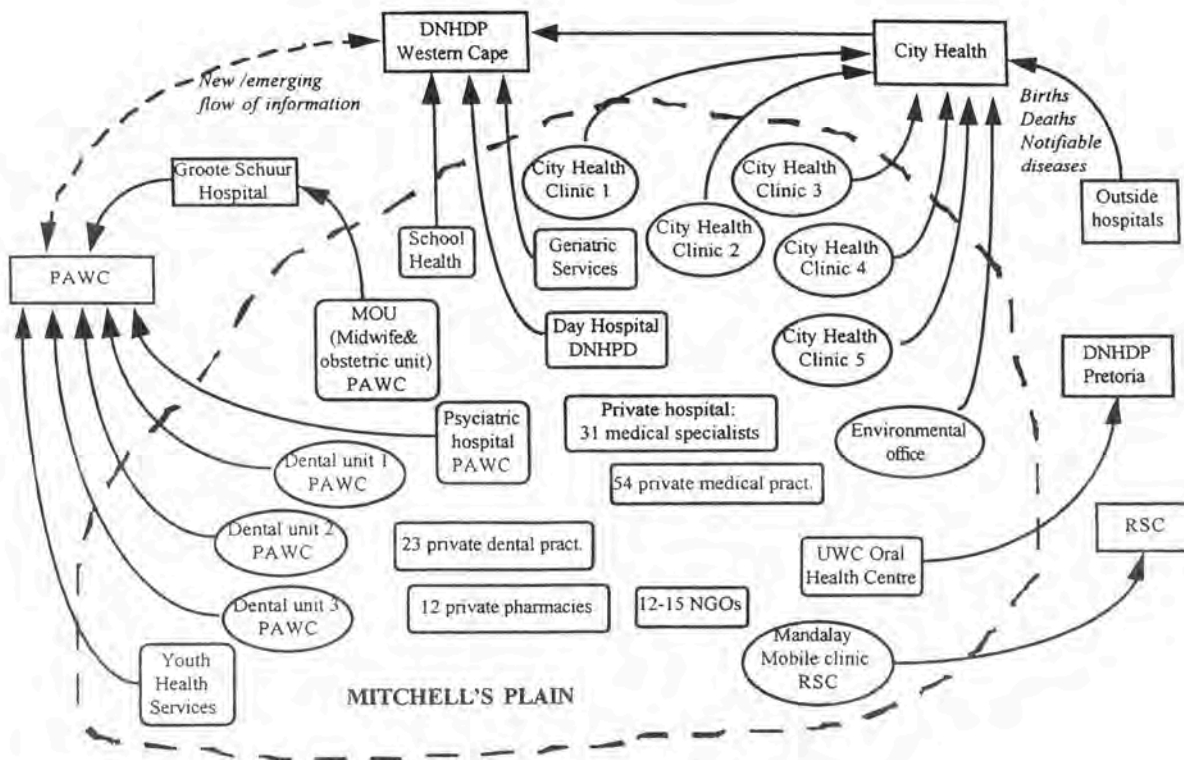 DNHDP
Western Cape
City Health
New /emerging
flow of information
Births
Deaths
Notifiable
diseases
Groote Schuur
Hospital
City Health
Clinic 1
City Health
Clinic 3
Outside
hospitals
School
Health
Geriatric
Services
City Health
Clinic 2
City Health
Clinic 4
PAWC
MOU
(Midwife&
obstetric unit)
PAWC
Day Hospital
DNHPD
City Health
Clinic 5
DNHDP
Pretoria
Psyciatric
hospital
PAWC
Private hospital:
31 medical specialists
Environmental
office
Dental unit 1
PAWC
54 private medical pract.
Dental unit 2
PAWC
23 private dental pract.
UWC Oral
Health Centre
RSC
Dental unit 3
PAWC
12 private pharmacies
12-15 NGOs
Mandalay
Mobile clinic
RSC
Youth
Health
Services
MITCHELL'S PLAIN